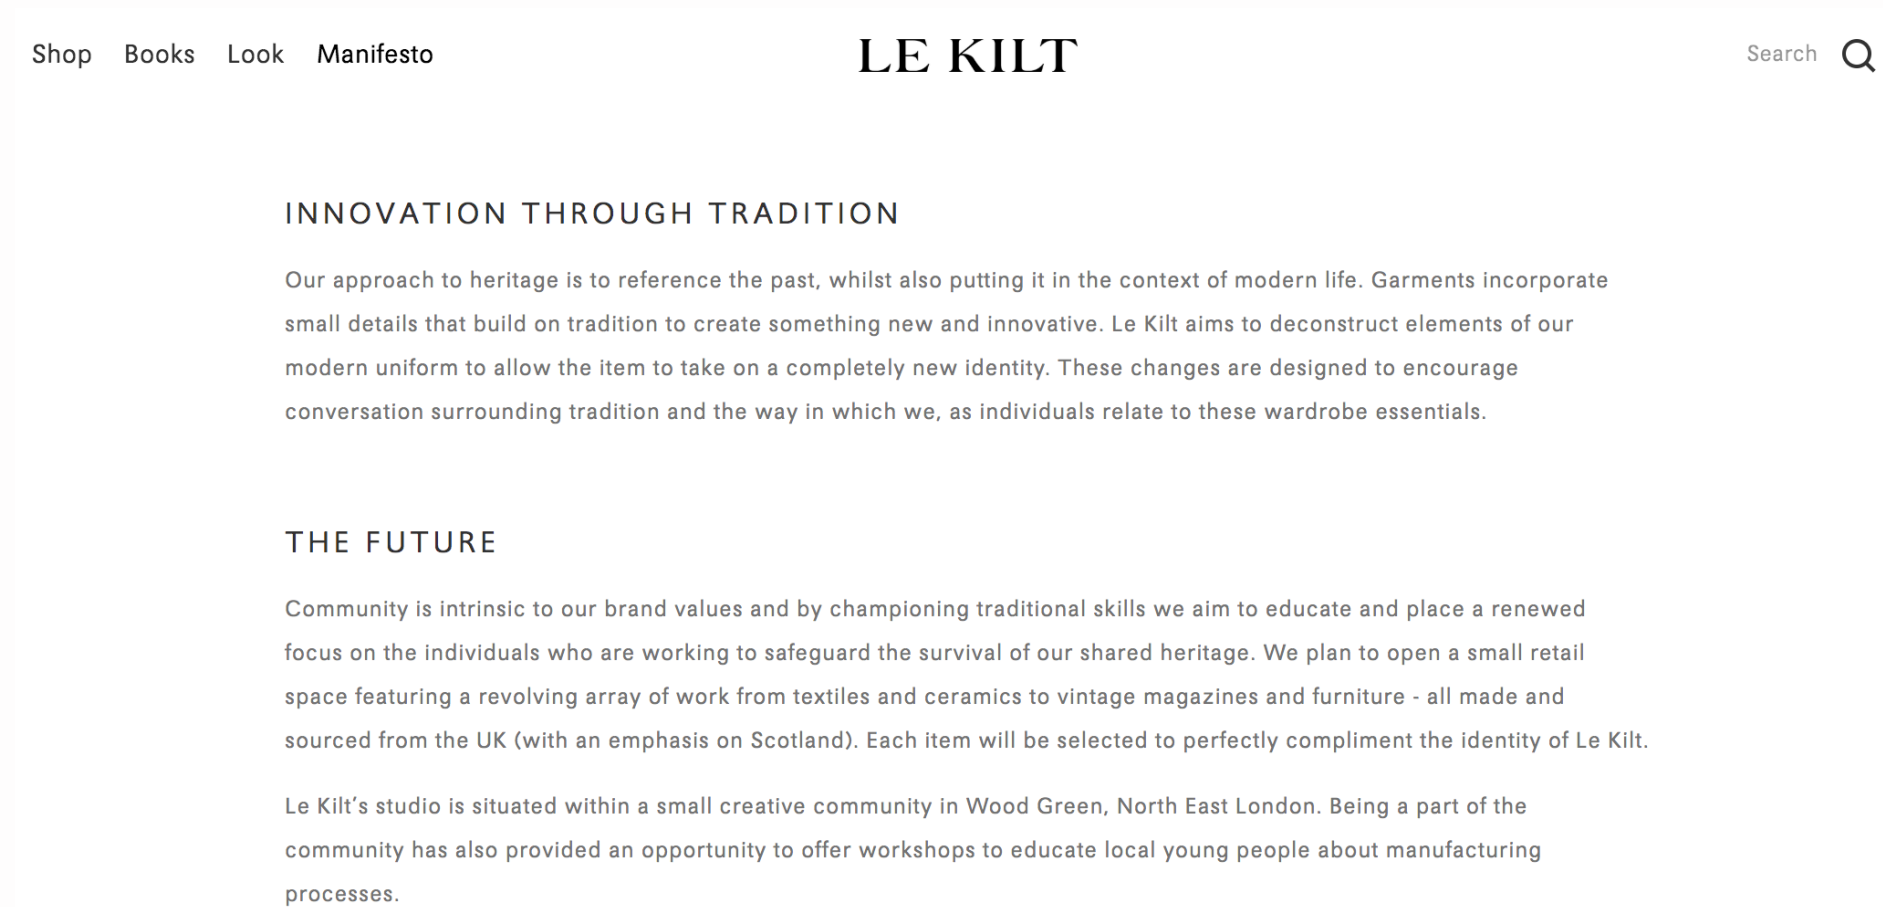 Shop Books Look Manifesto LE KILT Search
INNOVATION THROUGH TRADITION
Our approach to heritage is to reference the past, whilst also putting it in the context of modern life. Garments incorporate
small details that build on tradition to create something new and innovative. Le Kilt aims to deconstruct elements of our
modern uniform to allow the item to take on a completely new identity. These changes are designed to encourage
conversation surrounding tradition and the way in which we, as individuals relate to these wardrobe essentials.
THE FUTURE
Community is intrinsic to our brand values and by championing traditional skills we aim to educate and place a renewed
focus on the individuals who are working to safeguard the survival of our shared heritage. We plan to open a small retail
space featuring a revolving array of work from textiles and ceramics to vintage magazines and furniture - all made and
sourced from the UK (with an emphasis on Scotland). Each item will be selected to perfectly compliment the identity of Le Kilt.
Le Kilt’s studio is situated within a small creative community in Wood Green, North East London. Being a part of the
community has also provided an opportunity to offer workshops to educate local young people about manufacturing
processes.